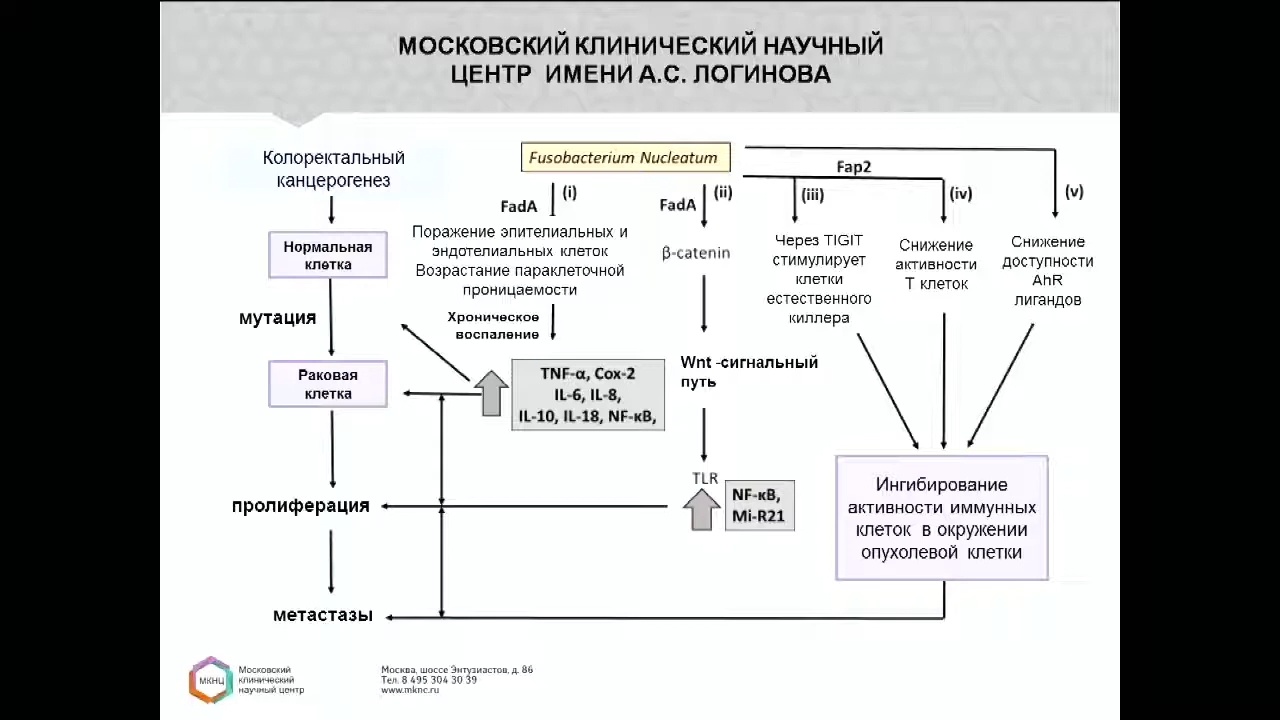 МОСКОВСКИЙ КЛИНИЧЕСКИЙ НАУЧНЫЙ
ЦЕНТР ИМЕНИ А.С. ЛОГИНОВА
Колоректальный
канцерогенез
Нормальная
клетка
мутация
Раковая
клетка
пролиферация
метастазы
Fusobacterium Nucleatum
FadA
(i)
Поражение эпителиальных и
эндотелиальных клеток
Возрастание параклеточной
проницаемости
Хроническое
воспаление
TNF-α, Cox-2
IL-6, IL-8,
IL-10, IL-18, NF-κB,
FadA
(ii)
β-catenin
Wnt -сигнальный
путь
TLR
NF-κB,
Mi-R21
Fap2
(iii)
Через TIGIT
стимулирует
клетки
естественного
киллера
(iv)
Снижение
активности
Т клеток
(v)
Снижение
доступности
AhR
лигандов
Ингибирование
активности иммунных
клеток в окружении
опухолевой клетки
МКНЦ
Московский
клинический
научный центр
Москва, шоссе Энтузиастов, д. 86
Тел. 8 495 304 30 39
www.mknc.ru